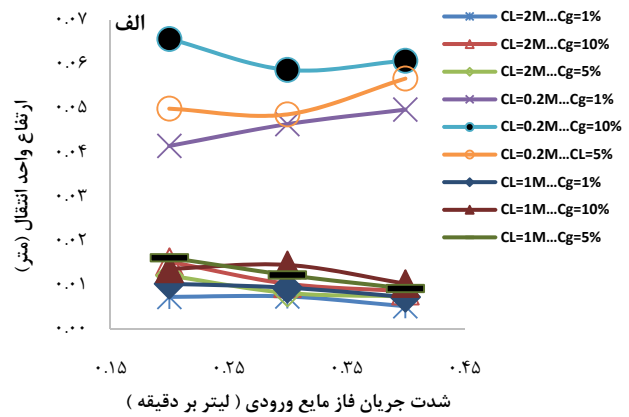 الف
۰.۰۷
۰.۰۶
۰.۰۵
۰.۰۴
۰.۰۳
۰.۰۲
۰.۰۱
۰.۰۰
ارتفاع واحد انتقال (متر)
۰.۱۵ ۰.۲۵ ۰.۳۵ ۰.۴۵
شدت جریان فاز مایع ورودی ( لیتر بر دقیقه )
CL=2M...Cg=1%
CL=2M...Cg=10%
CL=2M...Cg=5%
CL=0.2M...Cg=1%
CL=0.2M...Cg=10%
CL=0.2M...CL=5%
CL=1M...Cg=1%
CL=1M...Cg=10%
CL=1M...Cg=5%